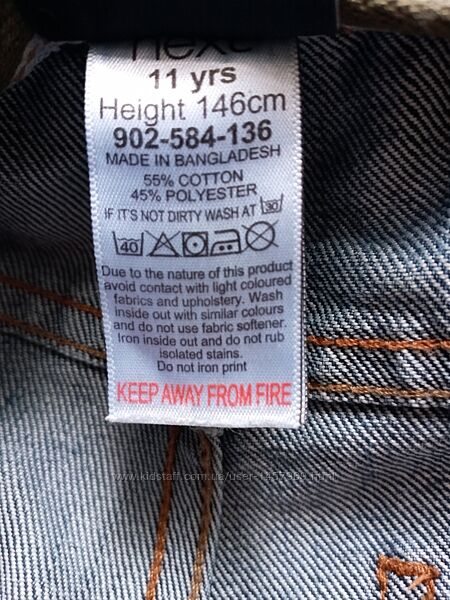 next
11 yrs
Height 146cm
902-584-136
MADE IN BANGLADESH
55% COTTON
45% POLYESTER
IF IT'S NOT DIRTY WASH AT 30
40
Due to the nature of this product
avoid contact with light coloured
fabrics and upholstery. Wash
inside out with similar colours
and do not use fabric softener.
Iron inside out and do not rub
isolated stains.
Do not iron print
KEEP AWAY FROM FIRE